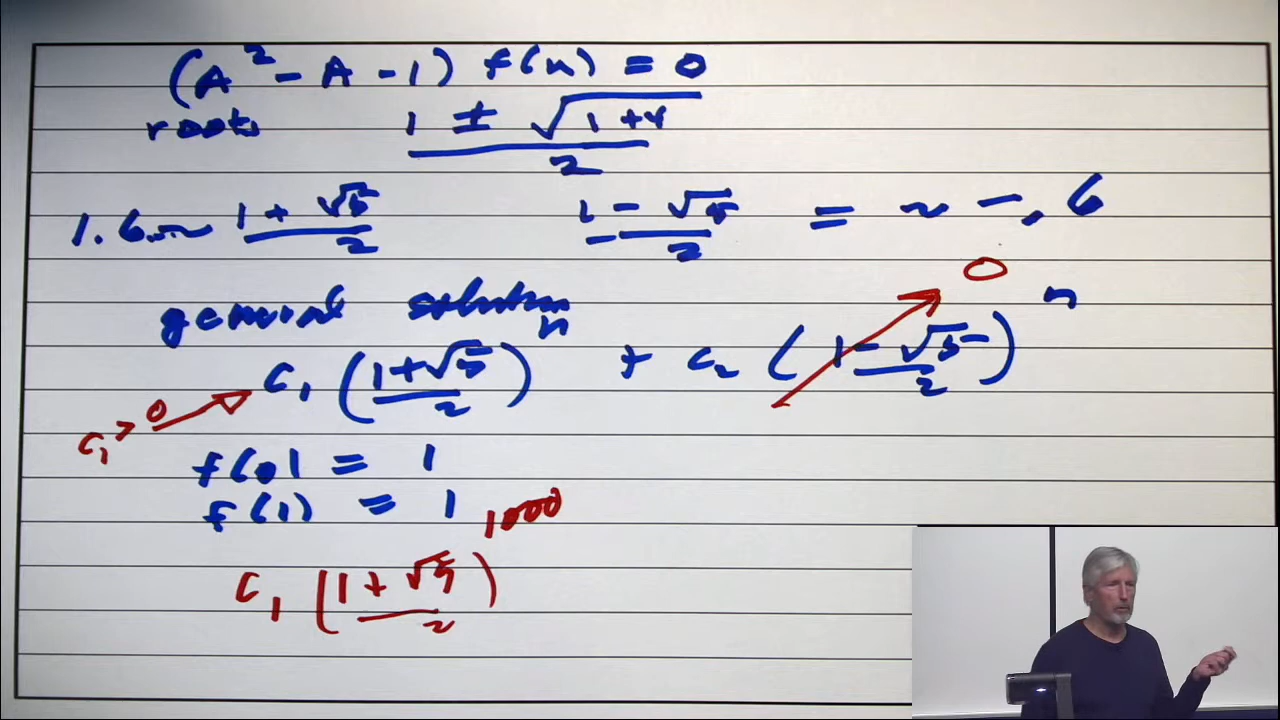 (A² - A - 1) f(n) = 0
roots 1 ± √1+4 / 2
1.6~ 1 + √5 / 2 1 - √5 / 2 = ~ -.6
general solution
0
c₁ (1+√5 / 2)ⁿ + c₂ (1 - √5 / 2)ⁿ
c₁ > 0
f(0) = 1
f(1) = 1
c₁ (1 + √5 / 2)¹⁰⁰⁰